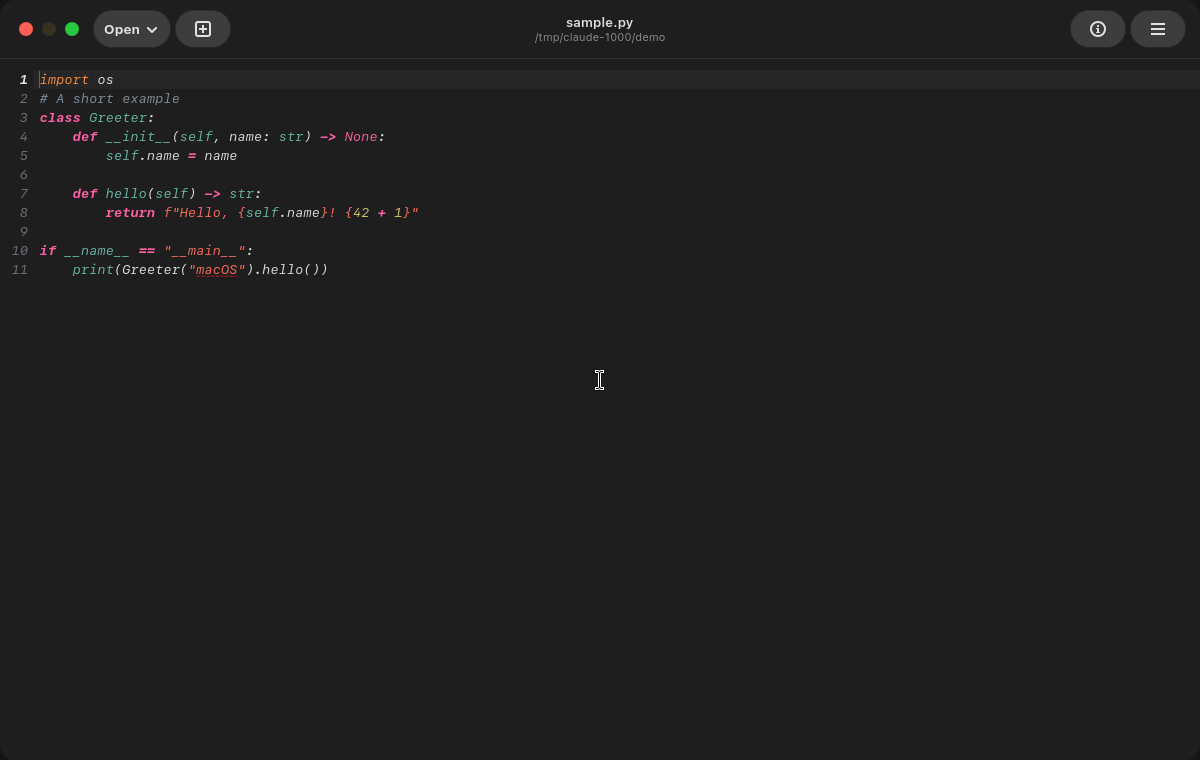 Open
sample.py
/tmp/claude-1000/demo
1 import os
2 # A short example
3 class Greeter:
4     def __init__(self, name: str) -> None:
5         self.name = name
6
7     def hello(self) -> str:
8         return f"Hello, {self.name}! {42 + 1}"
9
10 if __name__ == "__main__":
11     print(Greeter("macOS").hello())